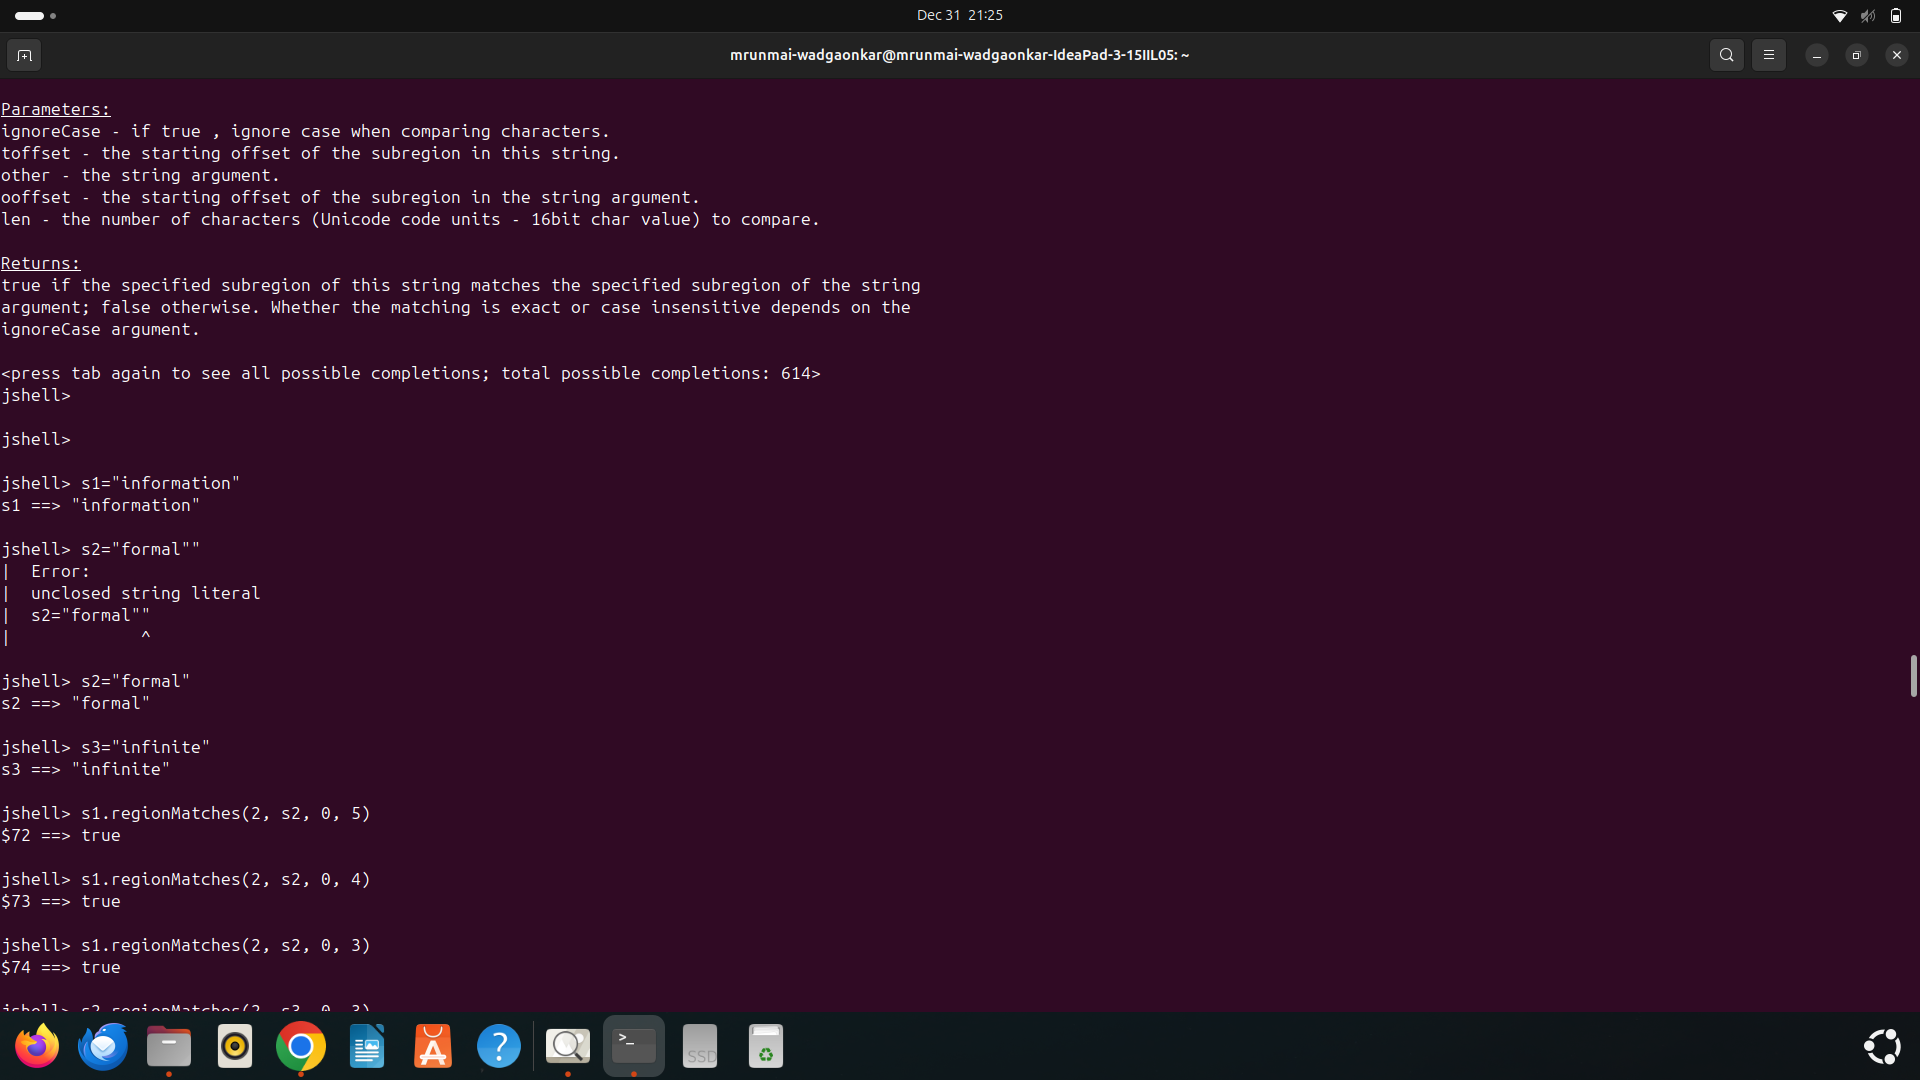 Dec 31 21:25
mrunmai-wadgaonkar@mrunmai-wadgaonkar-IdeaPad-3-15IIL05: ~
Parameters:
ignoreCase - if true , ignore case when comparing characters.
toffset - the starting offset of the subregion in this string.
other - the string argument.
ooffset - the starting offset of the subregion in the string argument.
len - the number of characters (Unicode code units - 16bit char value) to compare.
Returns:
true if the specified subregion of this string matches the specified subregion of the string
argument; false otherwise. Whether the matching is exact or case insensitive depends on the
ignoreCase argument.
<press tab again to see all possible completions; total possible completions: 614>
jshell>
jshell>
jshell> s1="information"
s1 ==> "information"
jshell> s2="formal""
|  Error:
|  unclosed string literal
|  s2="formal""
|             ^
jshell> s2="formal"
s2 ==> "formal"
jshell> s3="infinite"
s3 ==> "infinite"
jshell> s1.regionMatches(2, s2, 0, 5)
$72 ==> true
jshell> s1.regionMatches(2, s2, 0, 4)
$73 ==> true
jshell> s1.regionMatches(2, s2, 0, 3)
$74 ==> true
jshell> s2.regionMatches(2, s3, 0, 3)
>_
SSD